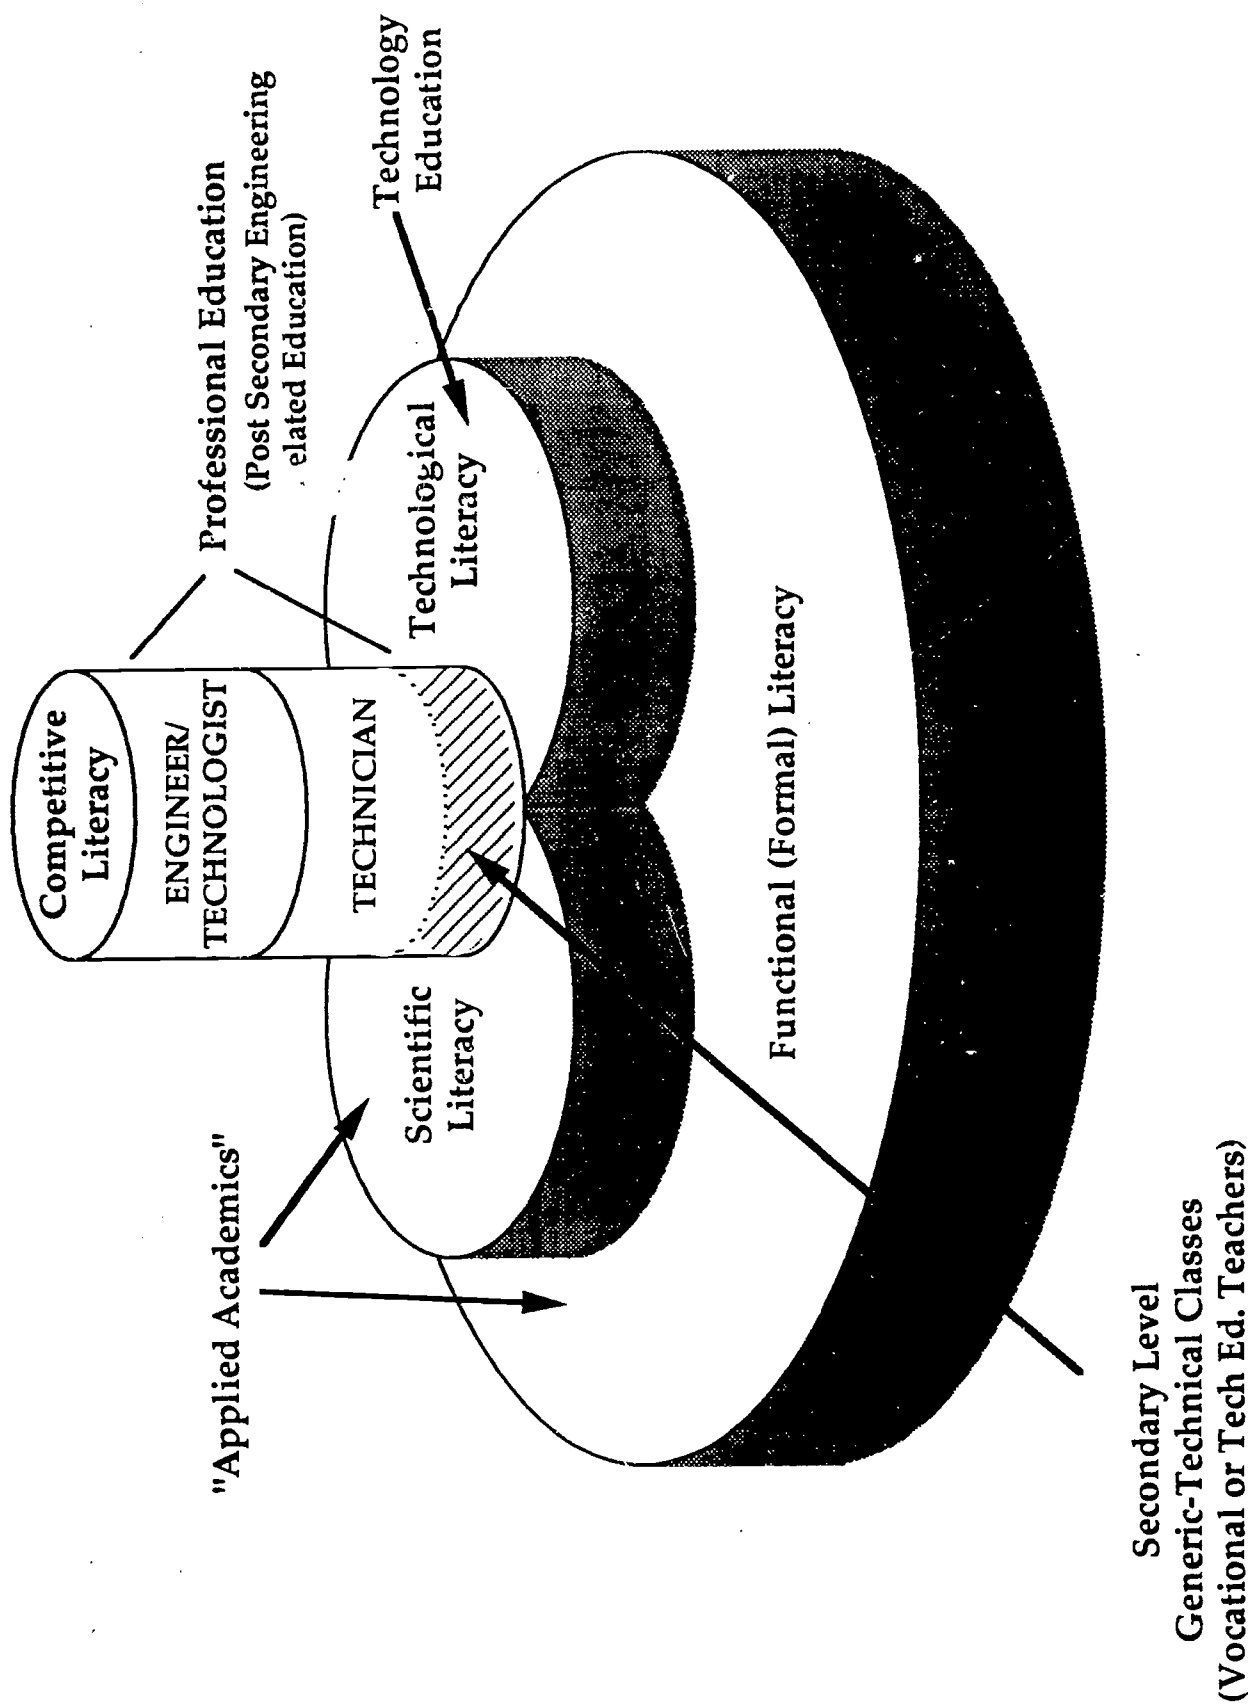 Competitive
Literacy
ENGINEER/
TECHNOLOGIST
TECHNICIAN
Professional Education
(Post Secondary Engineering
elated Education)
"Applied Academics"
Scientific
Literacy
Technological
Literacy
Technology
Education
Functional (Formal) Literacy
Secondary Level
Generic-Technical Classes
(Vocational or Tech Ed. Teachers)